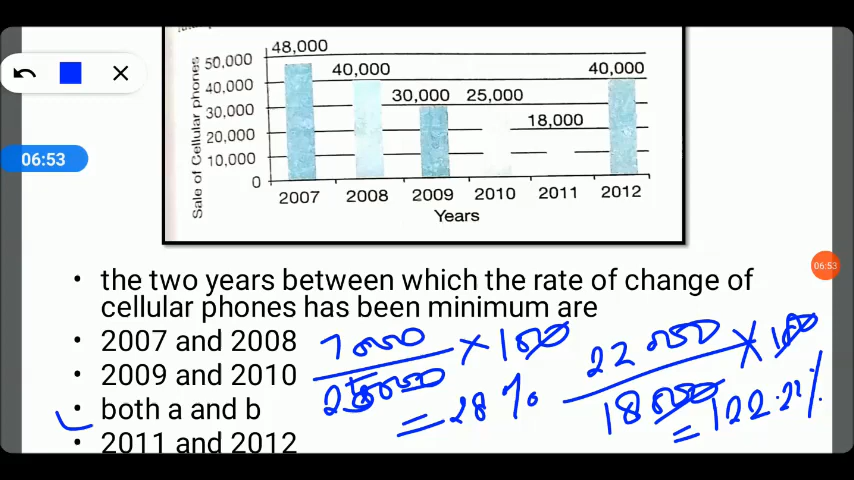 48,000
50,000
40,000
40,000
40,000
30,000
25,000
30,000
18,000
20,000
10,000
0
2007 2008 2009 2010 2011 2012
Years
Sale of Cellular phones
06:53
06:53
• the two years between which the rate of change of
cellular phones has been minimum are
• 2007 and 2008
• 2009 and 2010
• both a and b
• 2011 and 2012
7000 × 100
25000
= 28 %
22000 × 100
18000
= 122.2%